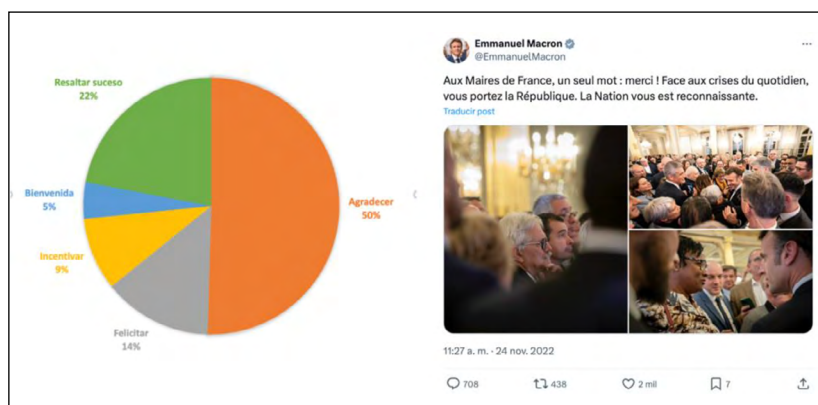 Resaltar suceso
22%
Bienvenida
5%
Incentivar
9%
Felicitar
14%
Agradecer
50%
Emmanuel Macron
@EmmanuelMacron
Aux Maires de France, un seul mot : merci ! Face aux crises du quotidien,
vous portez la République. La Nation vous est reconnaissante.
Traducir post
11:27 a. m. · 24 nov. 2022
708
438
2 mil
7